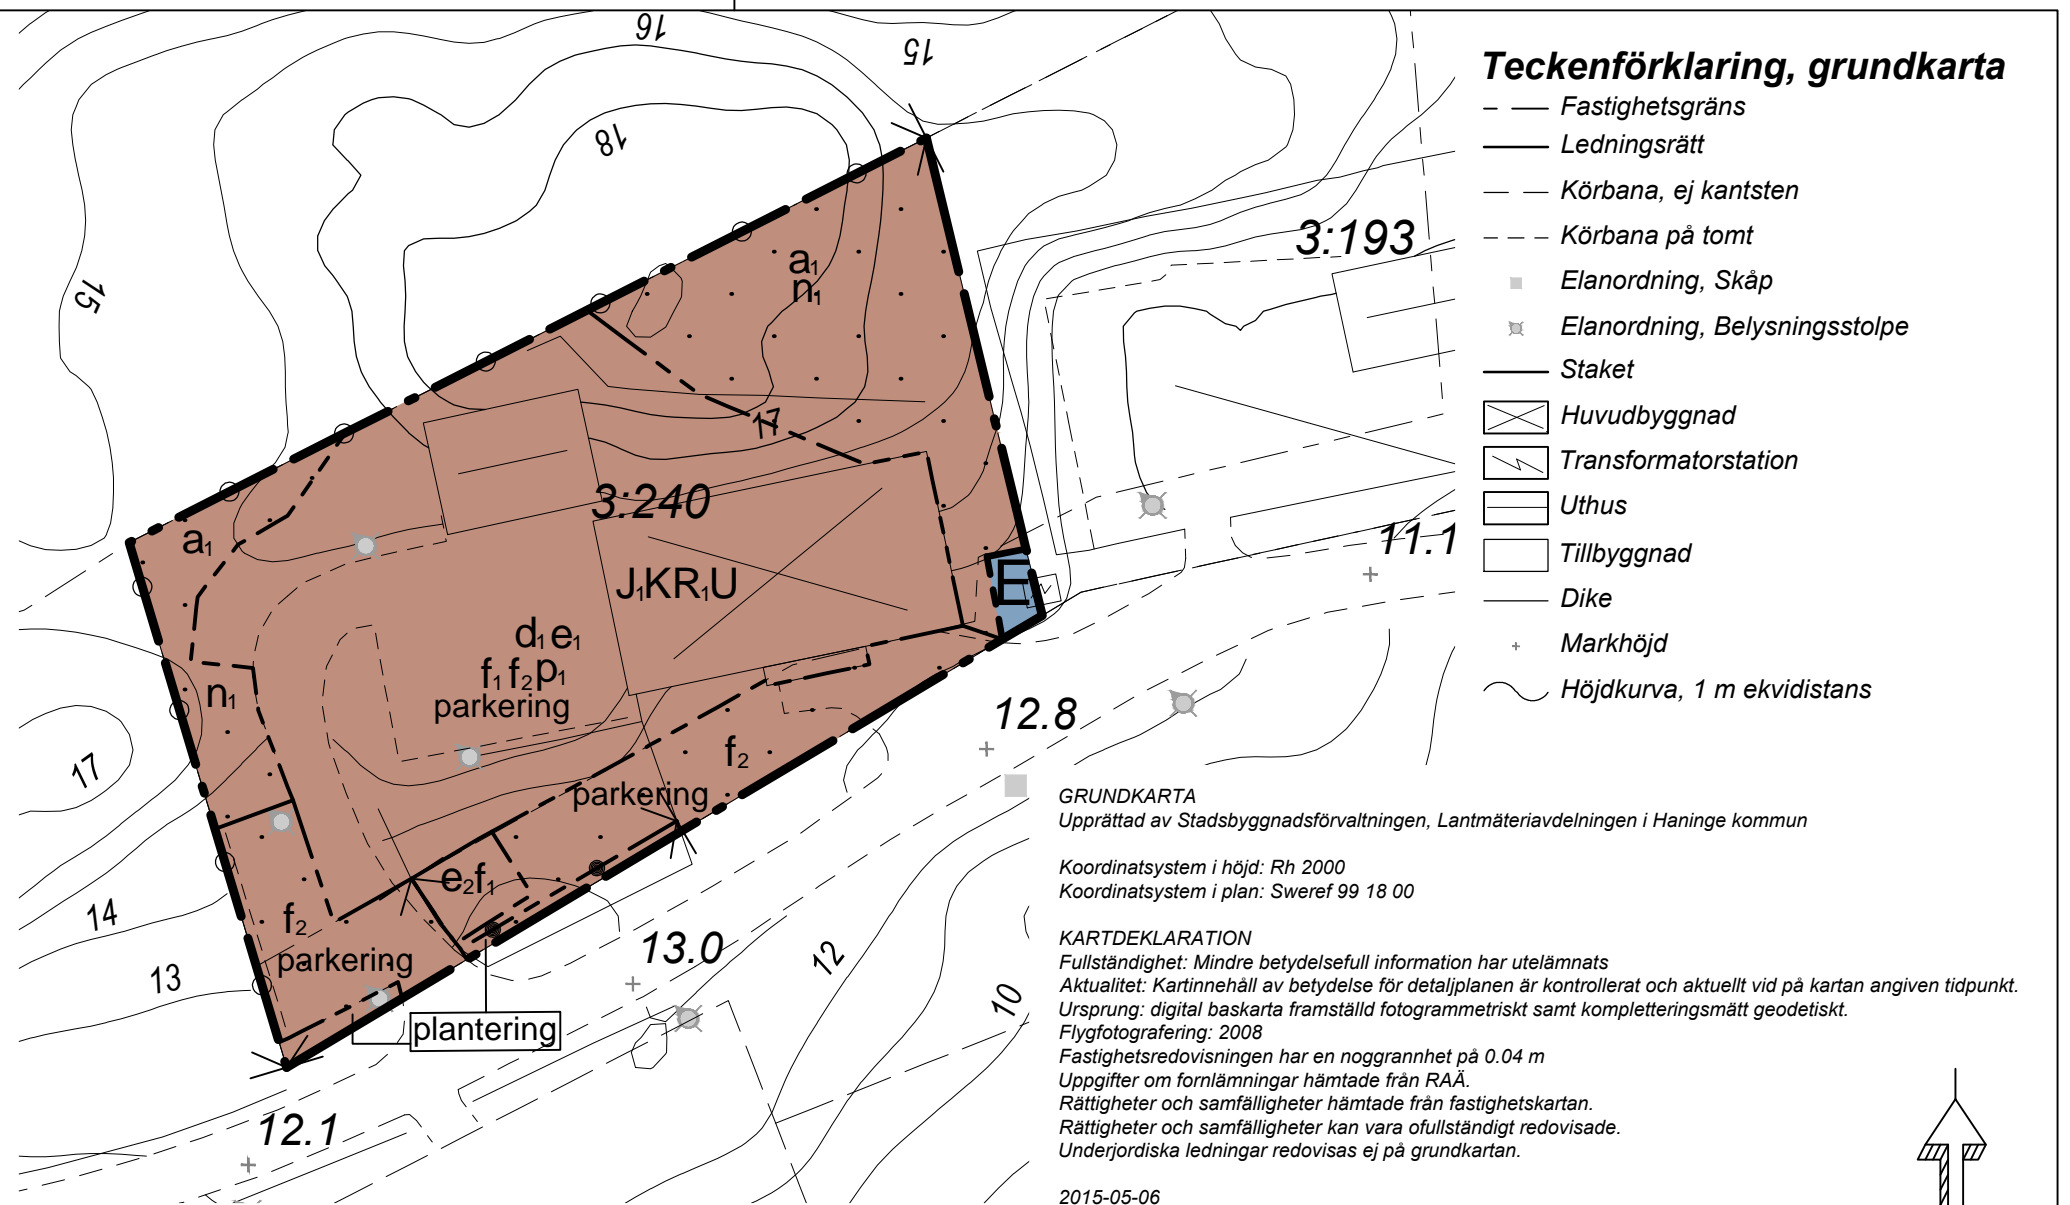 16
15
18
15
3:193
a1
n1
17
3:240
a1
11.1
J1KR1U
E
d1e1
f1f2p1
parkering
n1
12.8
f2
17
parkering
e2f1
14
f2
13.0
parkering
12
13
10
plantering
12.1
Teckenförklaring, grundkarta
Fastighetsgräns
Ledningsrätt
Körbana, ej kantsten
Körbana på tomt
Elanordning, Skåp
Elanordning, Belysningsstolpe
Staket
Huvudbyggnad
Transformatorstation
Uthus
Tillbyggnad
Dike
Markhöjd
Höjdkurva, 1 m ekvidistans
GRUNDKARTA
Upprättad av Stadsbyggnadsförvaltningen, Lantmäteriavdelningen i Haninge kommun
Koordinatsystem i höjd: Rh 2000
Koordinatsystem i plan: Sweref 99 18 00
KARTDEKLARATION
Fullständighet: Mindre betydelsefull information har utelämnats
Aktualitet: Kartinnehåll av betydelse för detaljplanen är kontrollerat och aktuellt vid på kartan angiven tidpunkt.
Ursprung: digital baskarta framställd fotogrammetriskt samt kompletteringsmätt geodetiskt.
Flygfotografering: 2008
Fastighetsredovisningen har en noggrannhet på 0.04 m
Uppgifter om fornlämningar hämtade från RAÄ.
Rättigheter och samfälligheter hämtade från fastighetskartan.
Rättigheter och samfälligheter kan vara ofullständigt redovisade.
Underjordiska ledningar redovisas ej på grundkartan.
2015-05-06